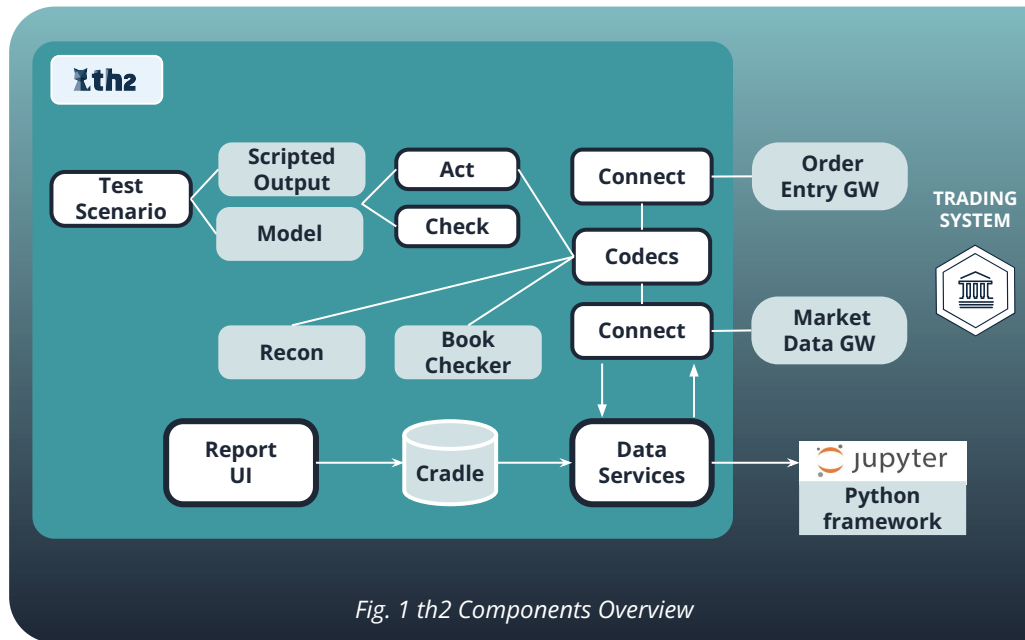 th2
Scripted
Output
Test
Scenario
Model
Act
Check
Connect
Order
Entry GW
Codecs
TRADING
SYSTEM
Connect
Market
Data GW
Recon
Book
Checker
Report
UI
Cradle
Data
Services
Jupyter
Python
framework
Fig. 1 th2 Components Overview